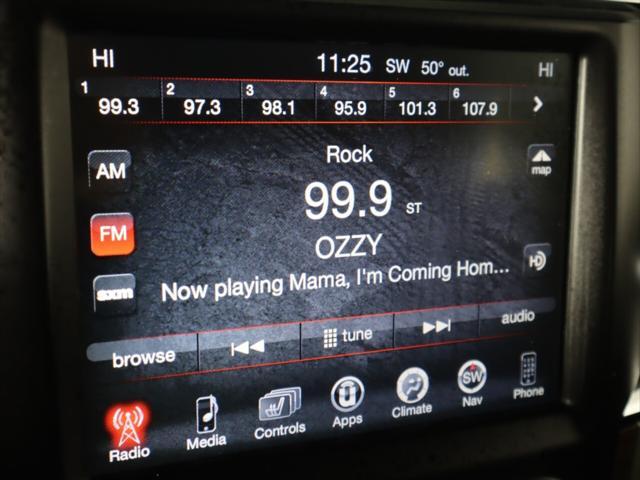 HI 11:25 SW 50° out. HI
1 2 3 4 5 6
99.3 97.3 98.1 95.9 101.3 107.9 >
Rock
map
AM
99.9 ST
FM
OZZY
HD
Now playing Mama, I'm Coming Hom...
sxm
browse tune audio
Radio Media Controls Apps Climate SW Nav Phone